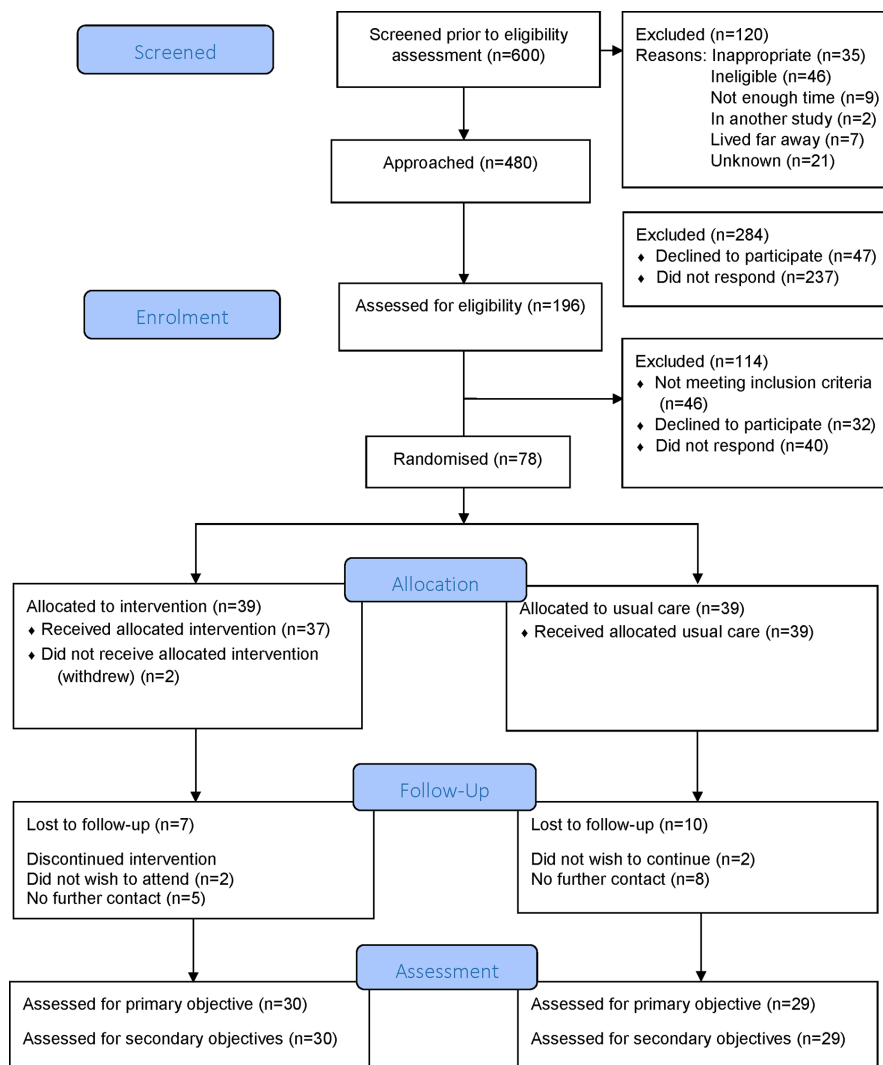 Screened
Screened prior to eligibility
assessment (n=600)
Excluded (n=120)
Reasons: Inappropriate (n=35)
Ineligible (n=46)
Not enough time (n=9)
In another study (n=2)
Lived far away (n=7)
Unknown (n=21)
Approached (n=480)
Excluded (n=284)
♦ Declined to participate (n=47)
♦ Did not respond (n=237)
Enrolment
Assessed for eligibility (n=196)
Excluded (n=114)
♦ Not meeting inclusion criteria
(n=46)
♦ Declined to participate (n=32)
♦ Did not respond (n=40)
Randomised (n=78)
Allocation
Allocated to intervention (n=39)
♦ Received allocated intervention (n=37)
♦ Did not receive allocated intervention
(withdrew) (n=2)
Allocated to usual care (n=39)
♦ Received allocated usual care (n=39)
Follow-Up
Lost to follow-up (n=7)
Discontinued intervention
Did not wish to attend (n=2)
No further contact (n=5)
Lost to follow-up (n=10)
Did not wish to continue (n=2)
No further contact (n=8)
Assessment
Assessed for primary objective (n=30)
Assessed for secondary objectives (n=30)
Assessed for primary objective (n=29)
Assessed for secondary objectives (n=29)